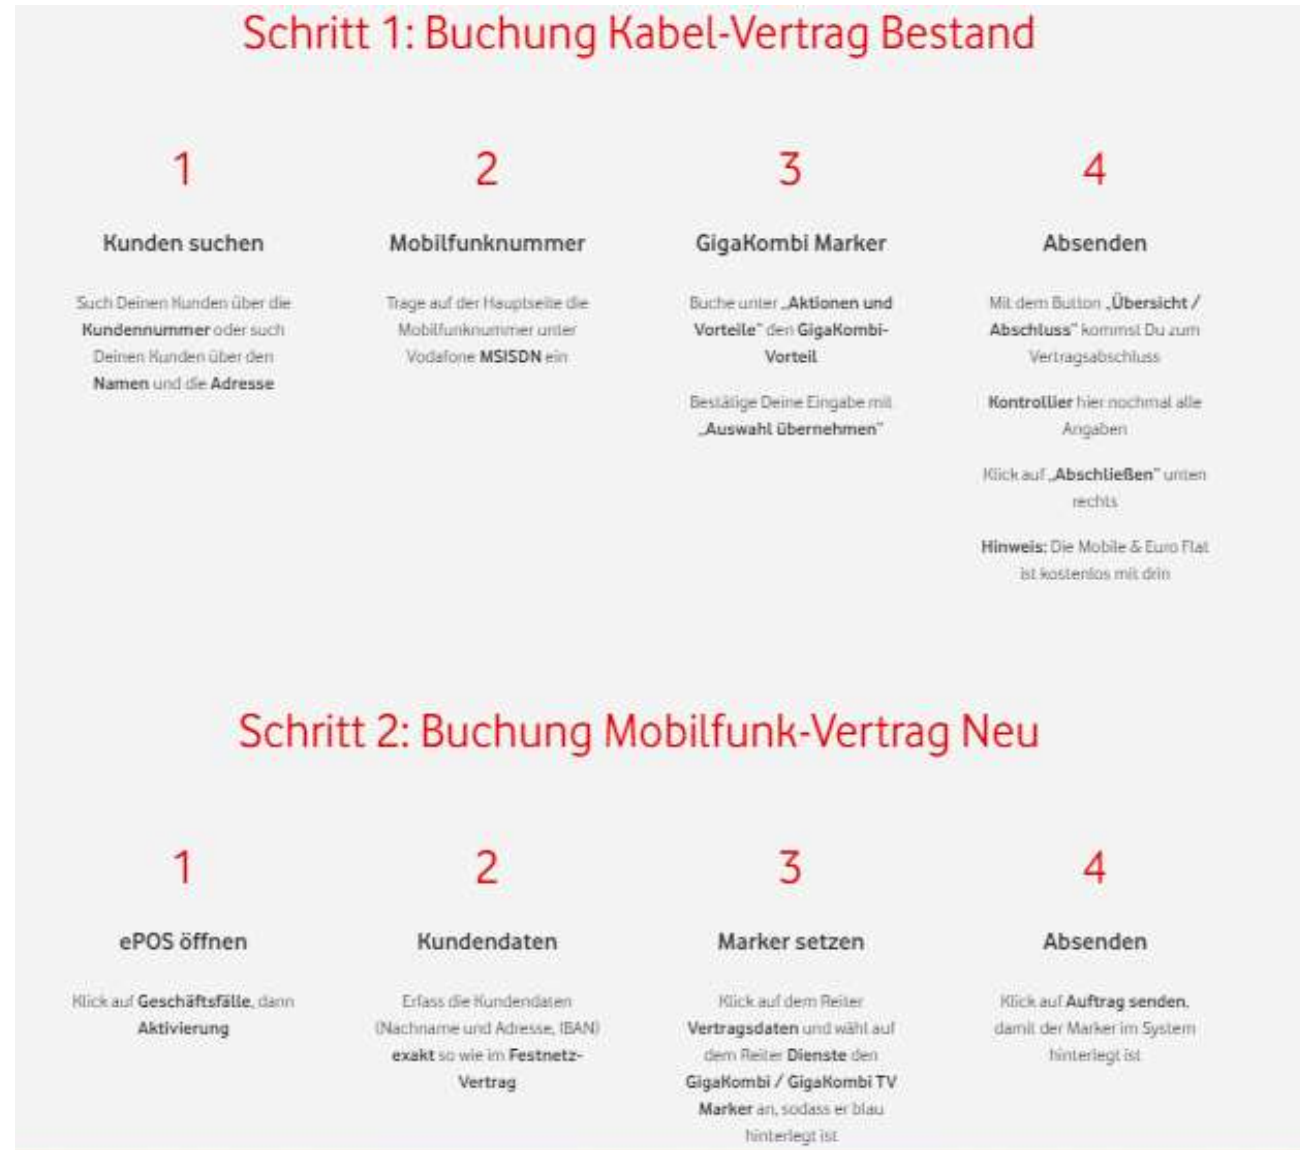 Schritt 1: Buchung Kabel-Vertrag Bestand
1
Kunden suchen
Such Deinen Kunden über die
Kundennummer oder such
Deinen Kunden über den
Namen und die Adresse
2
Mobilfunknummer
Trage auf der Hauptseite die
Mobilfunknummer unter
Vodafone MSISDN ein
3
GigaKombi Marker
Buche unter „Aktionen und
Vorteile" den GigaKombi-
Vorteil
Bestätige Deine Eingabe mit
„Auswahl übernehmen"
4
Absenden
Mit dem Button „Übersicht /
Abschluss" kommst Du zum
Vertragsabschluss
Kontrollier hier nochmal alle
Angaben
Klick auf „Abschließen" unten
rechts
Hinweis: Die Mobile & Euro Flat
ist kostenlos mit drin
Schritt 2: Buchung Mobilfunk-Vertrag Neu
1
ePOS öffnen
Klick auf Geschäftsfälle, dann
Aktivierung
2
Kundendaten
Erfass die Kundendaten
(Nachname und Adresse, IBAN)
exakt so wie im Festnetz-
Vertrag
3
Marker setzen
Klick auf dem Reiter
Vertragsdaten und wähl auf
dem Reiter Dienste den
GigaKombi / GigaKombi TV
Marker an, sodass er blau
hinterlegt ist
4
Absenden
Klick auf Auftrag senden,
damit der Marker im System
hinterlegt ist